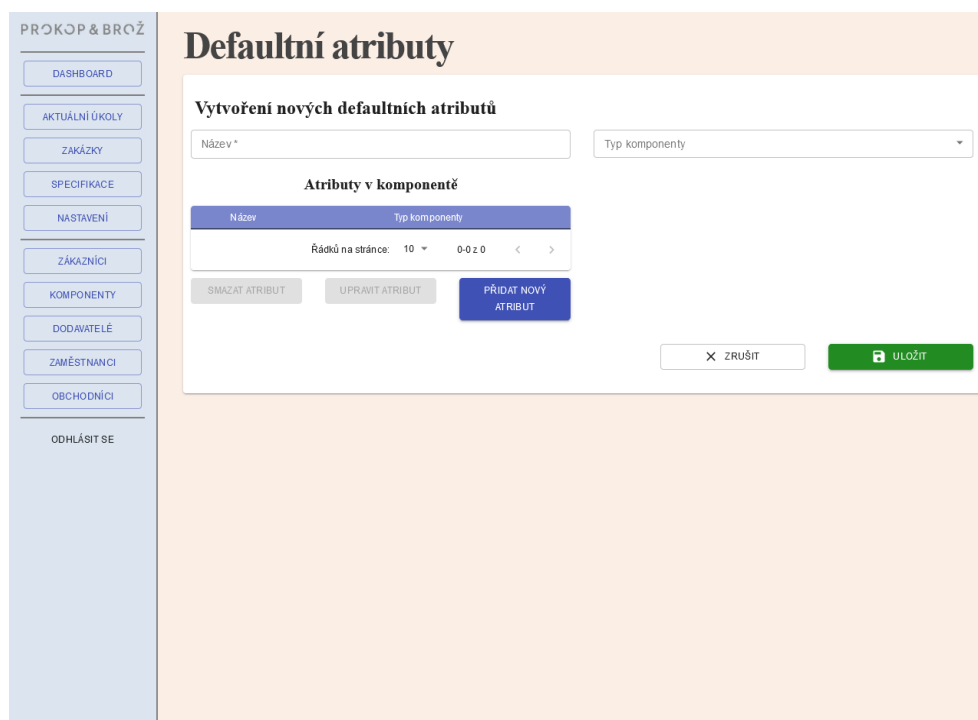 PROKOP & BROŽ
DASHBOARD
AKTUÁLNÍ ÚKOLY
ZAKÁZKY
SPECIFIKACE
NASTAVENÍ
ZÁKAZNÍCI
KOMPONENTY
DODAVATELÉ
ZAMĚSTNANCI
OBCHODNÍCI
ODHLÁSIT SE
Defaultní atributy
Vytvoření nových defaultních atributů
Název *
Typ komponenty
Atributy v komponentě
Název Typ komponenty
Řádků na stránce: 10 0-0 z 0
SMAZAT ATRIBUT
UPRAVIT ATRIBUT
PŘIDAT NOVÝ
ATRIBUT
ZRUŠIT
ULOŽIT